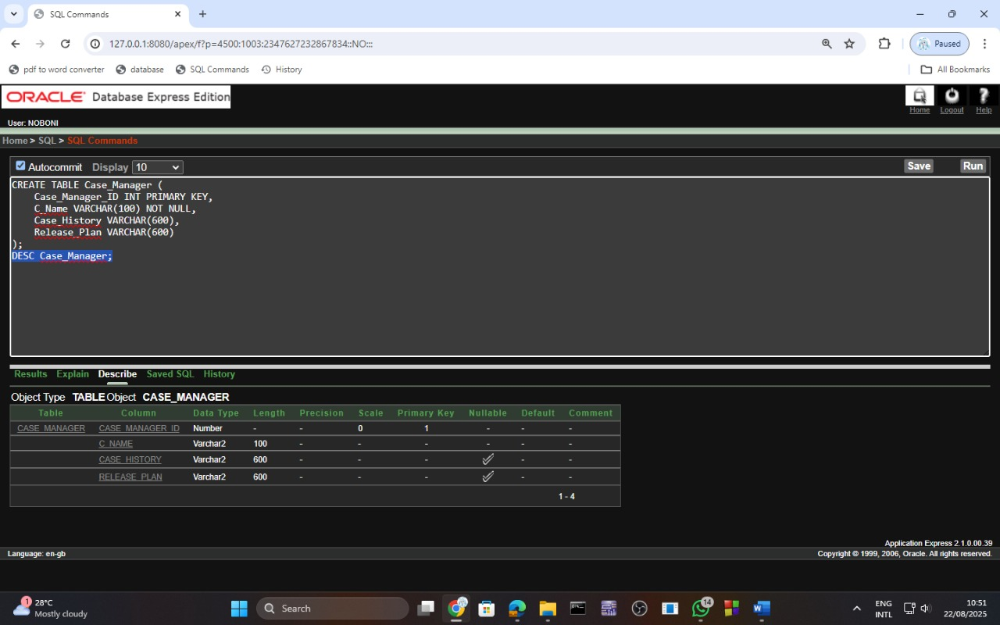 SQL Commands
127.0.0.1:8080/apex/f?p=4500:1003:2347627232867834::NO:::
Paused
pdf to word converter database SQL Commands History All Bookmarks
ORACLE Database Express Edition
Home Logout Help
User: NOBONI
Home > SQL > SQL Commands
Autocommit Display 10 Save Run
CREATE TABLE Case_Manager (
Case_Manager_ID INT PRIMARY KEY,
C_Name VARCHAR(100) NOT NULL,
Case_History VARCHAR(600),
Release_Plan VARCHAR(600)
);
DESC Case_Manager;
Results Explain Describe Saved SQL History
Object Type TABLE Object CASE_MANAGER
Table Column Data Type Length Precision Scale Primary Key Nullable Default Comment
CASE_MANAGER CASE_MANAGER_ID Number - - 0 1 - - -
C_NAME Varchar2 100 - - - - - -
CASE_HISTORY Varchar2 600 - - - - -
RELEASE_PLAN Varchar2 600 - - - - -
1 - 4
Application Express 2.1.0.00.39
Language: en-gb Copyright © 1999, 2006, Oracle. All rights reserved.
1
28°C
Mostly cloudy
Search
14
ENG
INTL
10:51
22/08/2025